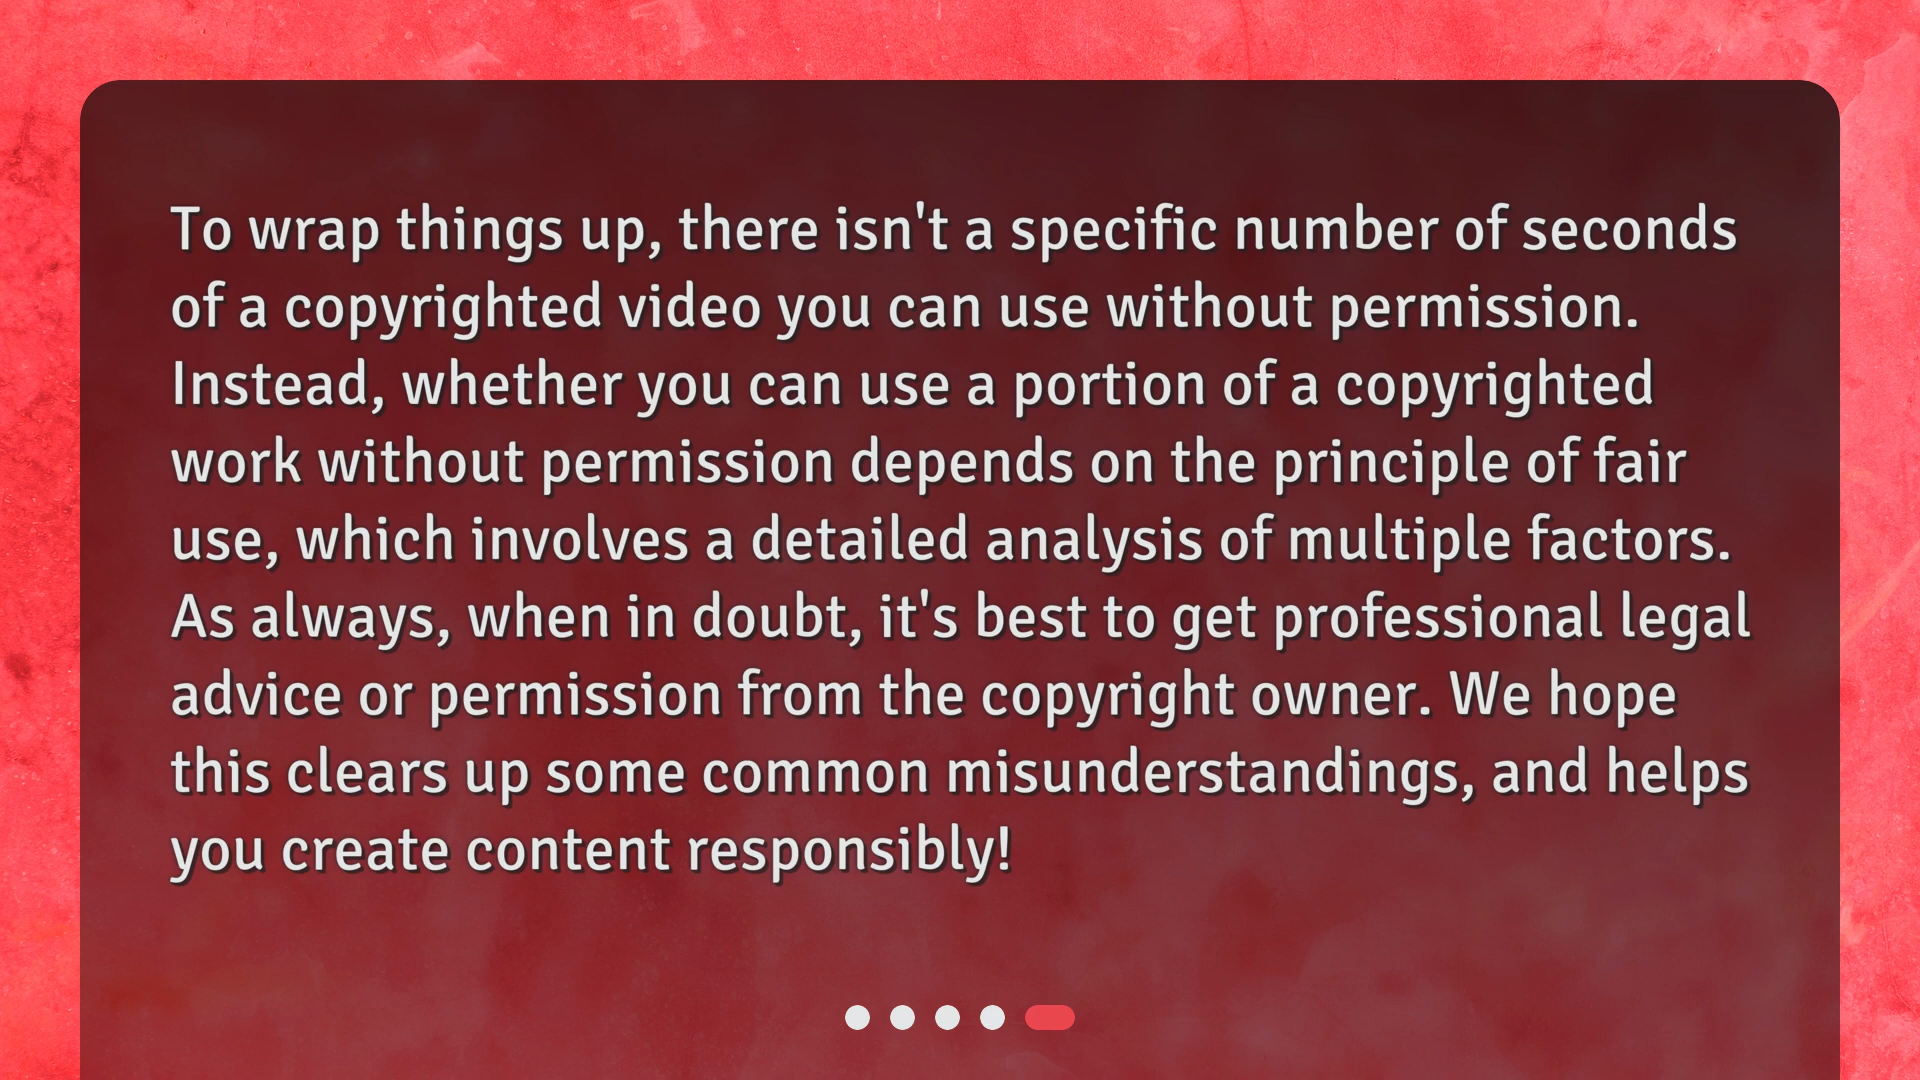 To wrap things up, there isn't a specific number of seconds
of a copyrighted video you can use without permission.
Instead, whether you can use a portion of a copyrighted
work without permission depends on the principle of fair
use, which involves a detailed analysis of multiple factors.
As always, when in doubt, it's best to get professional legal
advice or permission from the copyright owner. We hope
this clears up some common misunderstandings, and helps
you create content responsibly!